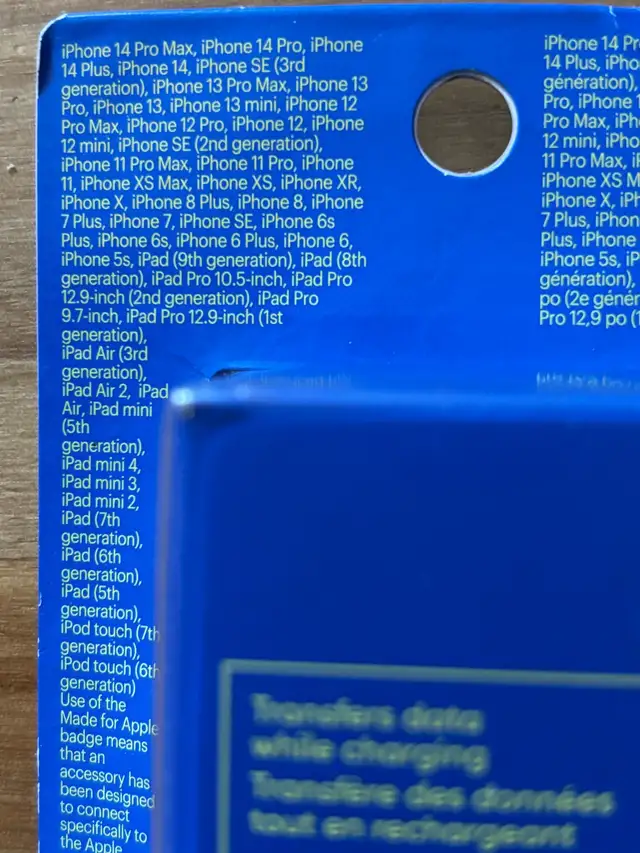 iPhone 14 Pro Max, iPhone 14 Pro, iPhone
14 Plus, iPhone 14, iPhone SE (3rd
generation), iPhone 13 Pro Max, iPhone 13
Pro, iPhone 13, iPhone 13 mini, iPhone 12
Pro Max, iPhone 12 Pro, iPhone 12, iPhone
12 mini, iPhone SE (2nd generation),
iPhone 11 Pro Max, iPhone 11 Pro, iPhone
11, iPhone XS Max, iPhone XS, iPhone XR,
iPhone X, iPhone 8 Plus, iPhone 8, iPhone
7 Plus, iPhone 7, iPhone SE, iPhone 6s
Plus, iPhone 6s, iPhone 6 Plus, iPhone 6,
iPhone 5s, iPad (9th generation), iPad (8th
generation), iPad Pro 10.5-inch, iPad Pro
12.9-inch (2nd generation), iPad Pro
9.7-inch, iPad Pro 12.9-inch (1st
generation),
iPad Air (3rd
generation),
iPad Air 2, iPad
Air, iPad mini
(5th
generation),
iPad mini 4,
iPad mini 3,
iPad mini 2,
iPad (7th
generation),
iPad (6th
generation),
iPad (5th
generation),
iPod touch (7th
generation),
iPod touch (6th
generation)
Use of the
Made for Apple
badge means
that an
accessory has
been designed
to connect
specifically to
the Apple
iPhone 14 Pr
14 Plus, iPho
génération),
Pro, iPhone 1
Pro Max, iPh
12 mini, iPho
11 Pro Max, i
iPhone XS M
iPhone X, iPh
7 Plus, iPhon
Plus, iPhone
iPhone 5s, iP
génération),
po (2e génér
Pro 12,9 po (1
Transfers data
while charging
Transfère des données
tout en rechargeant